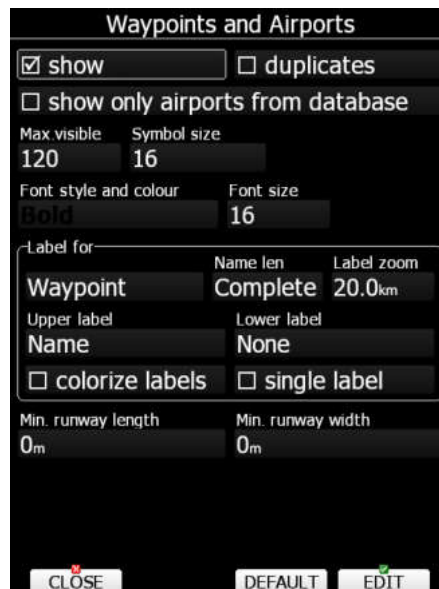 Waypoints and Airports
show duplicates
show only airports from database
Max.visible Symbol size
120 16
Font style and colour Font size
Bold 16
Label for
Name len Label zoom
Waypoint Complete 20.0km
Upper label Lower label
Name None
colorize labels single label
Min. runway length Min. runway width
0m 0m
CLOSE DEFAULT EDIT